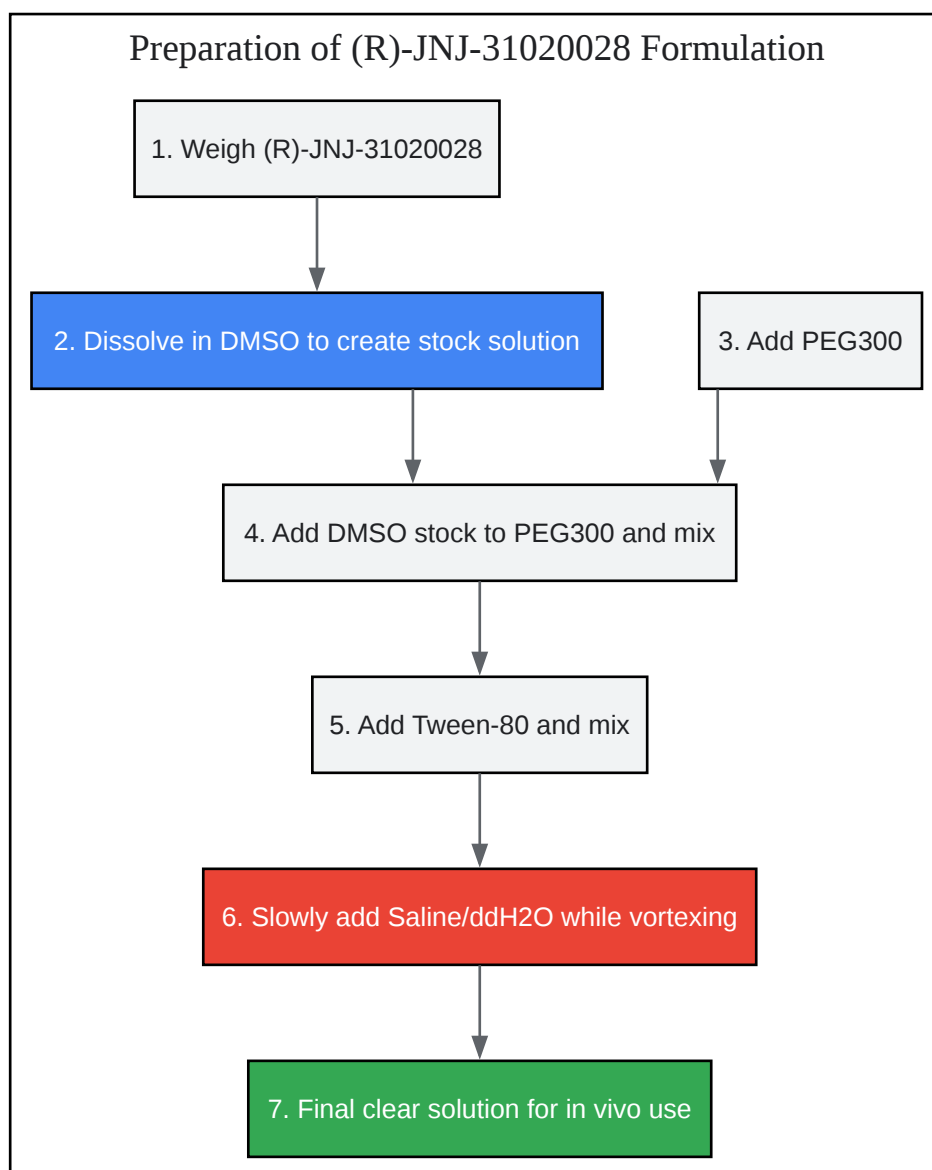 Preparation of (R)-JNJ-31020028 Formulation
1. Weigh (R)-JNJ-31020028
2. Dissolve in DMSO to create stock solution
3. Add PEG300
4. Add DMSO stock to PEG300 and mix
5. Add Tween-80 and mix
6. Slowly add Saline/ddH2O while vortexing
7. Final clear solution for in vivo use